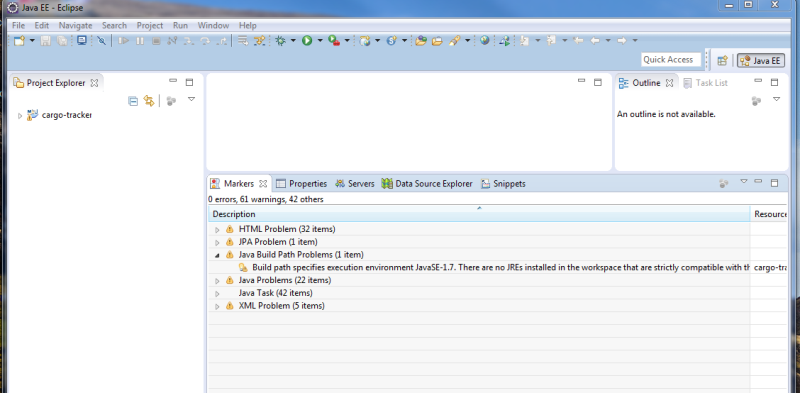 Java EE - Eclipse
File Edit Navigate Search Project Run Window Help
Quick Access Java EE
Project Explorer
cargo-tracker
Outline Task List
An outline is not available.
Markers Properties Servers Data Source Explorer Snippets
0 errors, 61 warnings, 42 others
Description Resource
HTML Problem (32 items)
JPA Problem (1 item)
Java Build Path Problems (1 item)
Build path specifies execution environment JavaSE-1.7. There are no JREs installed in the workspace that are strictly compatible with th cargo-tra
Java Problems (22 items)
Java Task (42 items)
XML Problem (5 items)